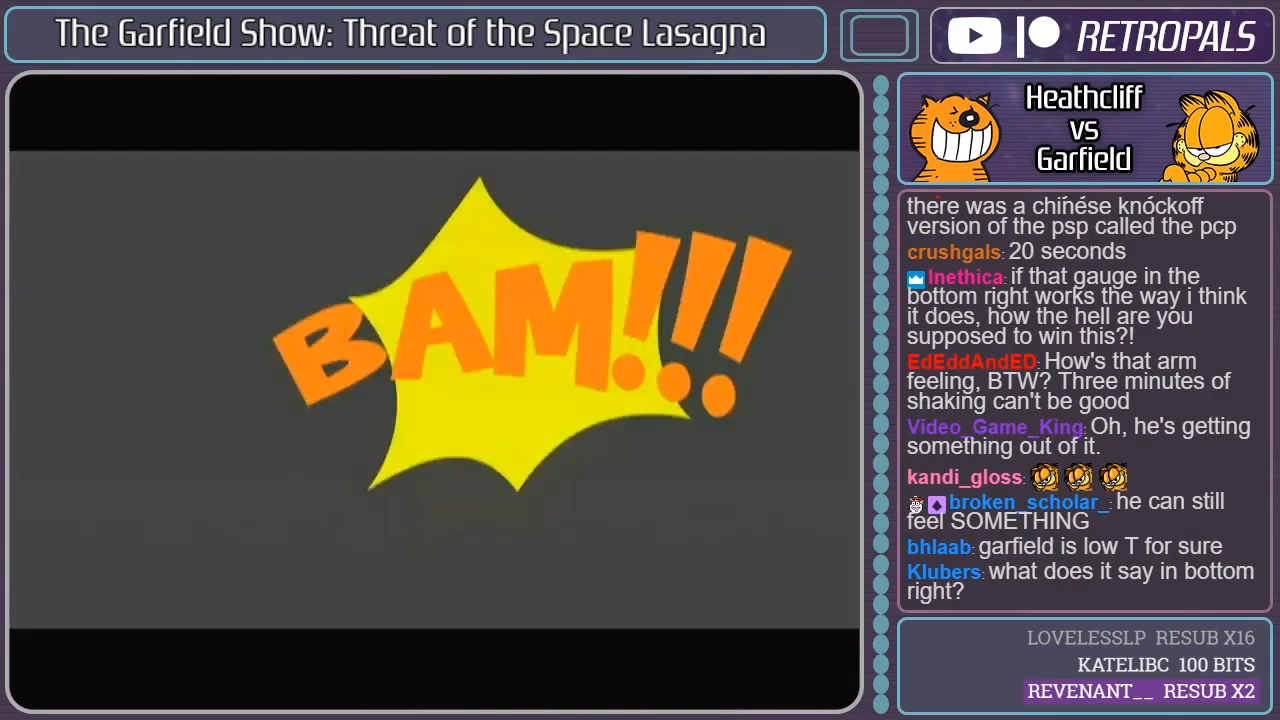 The Garfield Show: Threat of the Space Lasagna
RETROPALS
BAM!!!
Heathcliff
vs
Garfield
there was a chinese knockoff
version of the psp called the pcp
crushgals: 20 seconds
Inethica: if that gauge in the
bottom right works the way i think
it does, how the hell are you
supposed to win this?!
EdEddAndED: How's that arm
feeling, BTW? Three minutes of
shaking can't be good
Video_Game_King: Oh, he's getting
something out of it.
kandi_gloss:
broken_scholar_: he can still
feel SOMETHING
bhlaab: garfield is low T for sure
Klubers: what does it say in bottom
right?
LOVELESSLP RESUB X16
KATELIBC 100 BITS
REVENANT__ RESUB X2